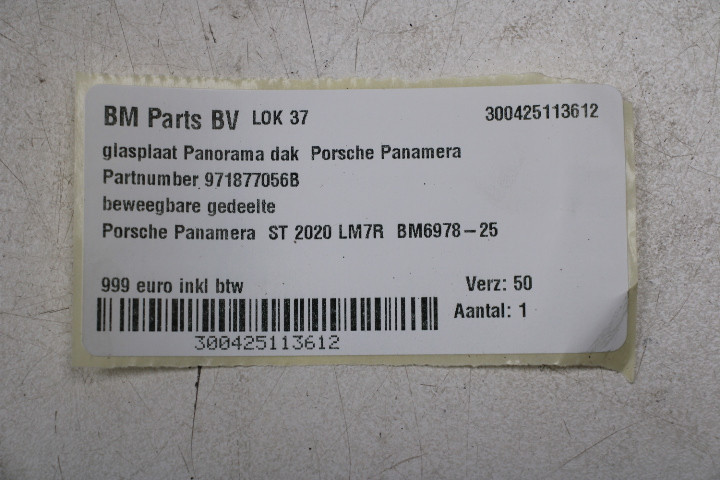 BM Parts BV LOK 37 300425113612
glasplaat Panorama dak Porsche Panamera
Partnumber 971877056B
beweegbare gedeelte
Porsche Panamera ST 2020 LM7R BM6978-25
999 euro inkl btw Verz: 50
Aantal: 1
300425113612